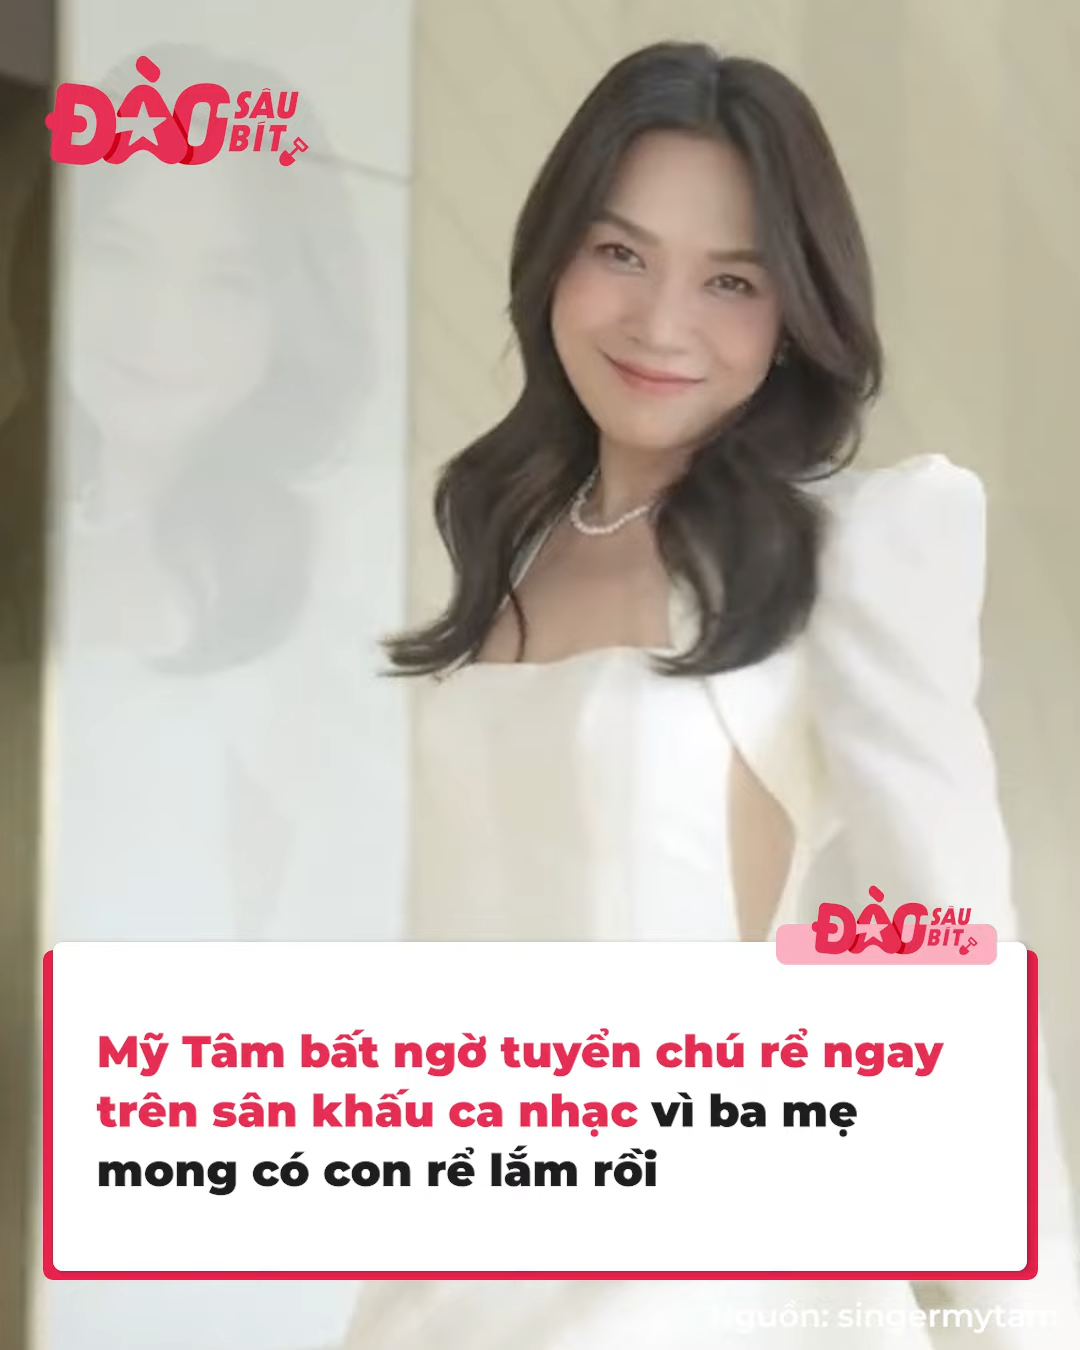 ĐÀO SÂU
BÍT
ĐÀO SÂU
BÍT
Mỹ Tâm bất ngờ tuyển chú rể ngay
trên sân khấu ca nhạc vì ba mẹ
mong có con rể lắm rồi
Nguồn: singermytam